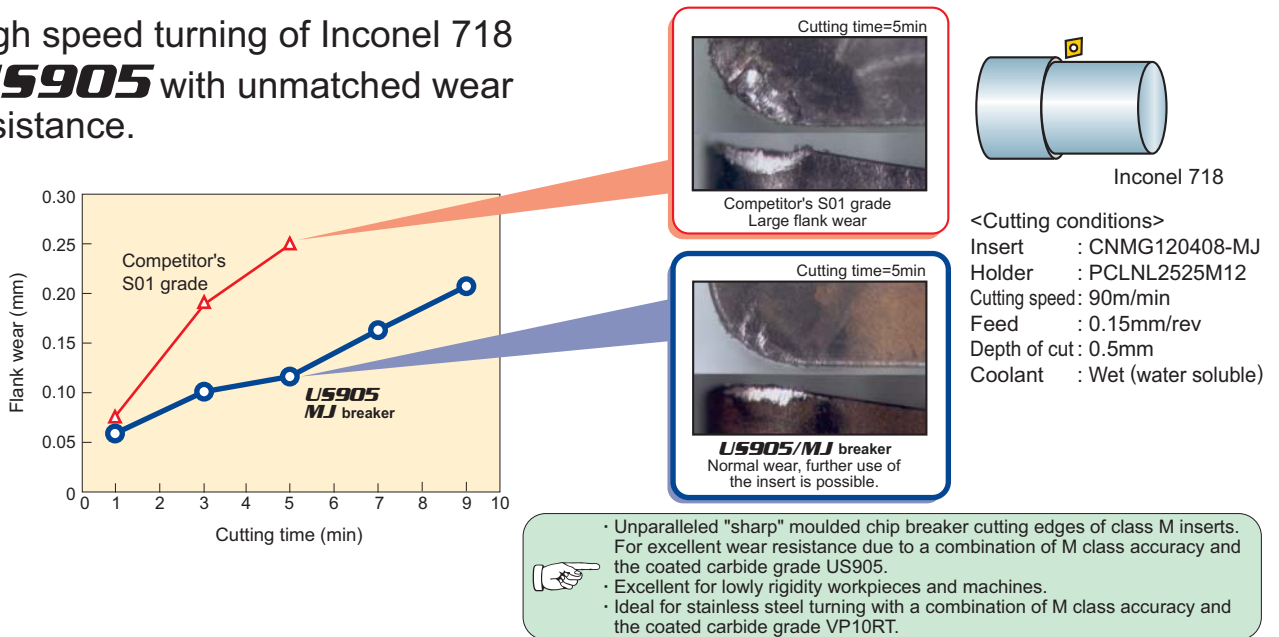 gh speed turning of Inconel 718
US905 with unmatched wear
sistance.
0.30
0.25
0.20
0.15
0.10
0.05
0
Flank wear (mm)
0 1 2 3 4 5 6 7 8 9 10
Cutting time (min)
Competitor's
S01 grade
US905
MJ breaker
Cutting time=5min
Competitor's S01 grade
Large flank wear
Cutting time=5min
US905/MJ breaker
Normal wear, further use of
the insert is possible.
Inconel 718
<Cutting conditions>
Insert : CNMG120408-MJ
Holder : PCLNL2525M12
Cutting speed : 90m/min
Feed : 0.15mm/rev
Depth of cut : 0.5mm
Coolant : Wet (water soluble)
· Unparalleled "sharp" moulded chip breaker cutting edges of class M inserts.
For excellent wear resistance due to a combination of M class accuracy and
the coated carbide grade US905.
· Excellent for lowly rigidity workpieces and machines.
· Ideal for stainless steel turning with a combination of M class accuracy and
the coated carbide grade VP10RT.